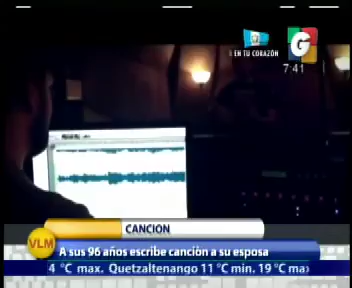 EN TU CORAZÓN
G
7:41
CANCION
VLM
A sus 96 años escribe canciòn a su esposa
4 °C max. Quetzaltenango 11 °C min. 19 °C max